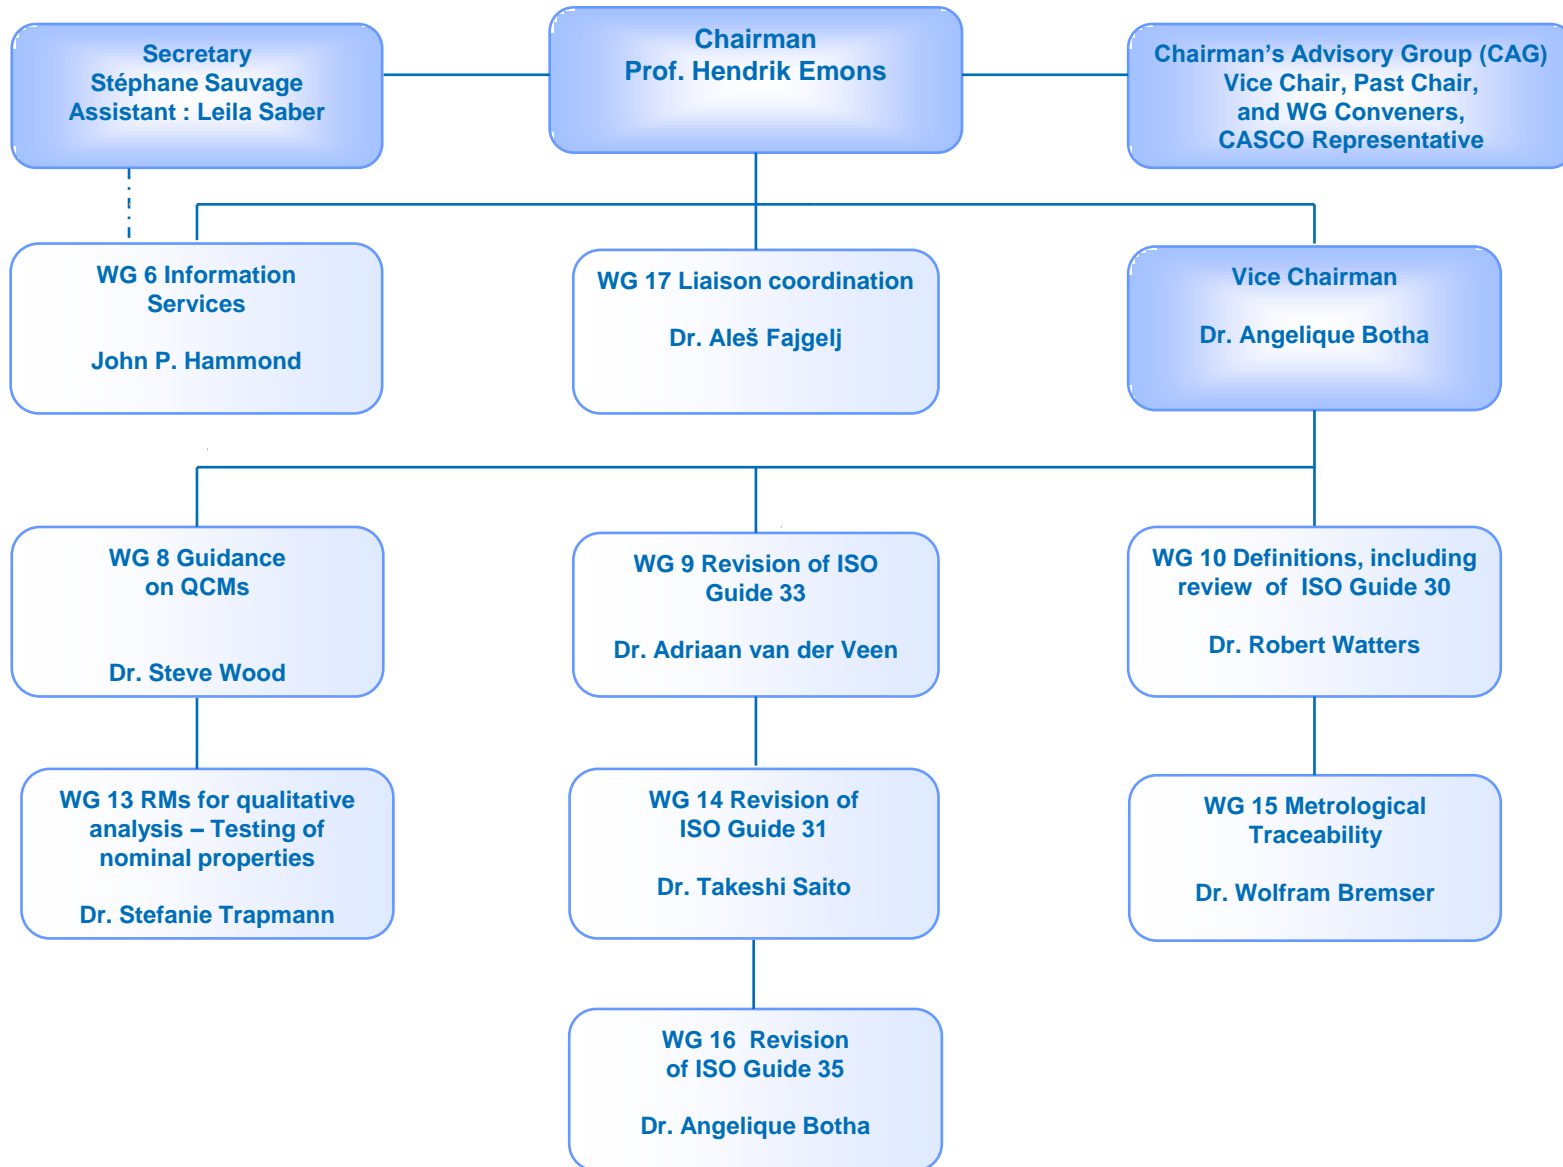 Secretary
Stéphane Sauvage
Assistant : Leila Saber
Chairman
Prof. Hendrik Emons
Chairman’s Advisory Group (CAG)
Vice Chair, Past Chair,
and WG Conveners,
CASCO Representative
WG 6 Information
Services
John P. Hammond
WG 17 Liaison coordination
Dr. Aleš Fajgelj
Vice Chairman
Dr. Angelique Botha
WG 8 Guidance
on QCMs
Dr. Steve Wood
WG 9 Revision of ISO
Guide 33
Dr. Adriaan van der Veen
WG 10 Definitions, including
review of ISO Guide 30
Dr. Robert Watters
WG 13 RMs for qualitative
analysis – Testing of
nominal properties
Dr. Stefanie Trapmann
WG 14 Revision of
ISO Guide 31
Dr. Takeshi Saito
WG 15 Metrological
Traceability
Dr. Wolfram Bremser
WG 16 Revision
of ISO Guide 35
Dr. Angelique Botha